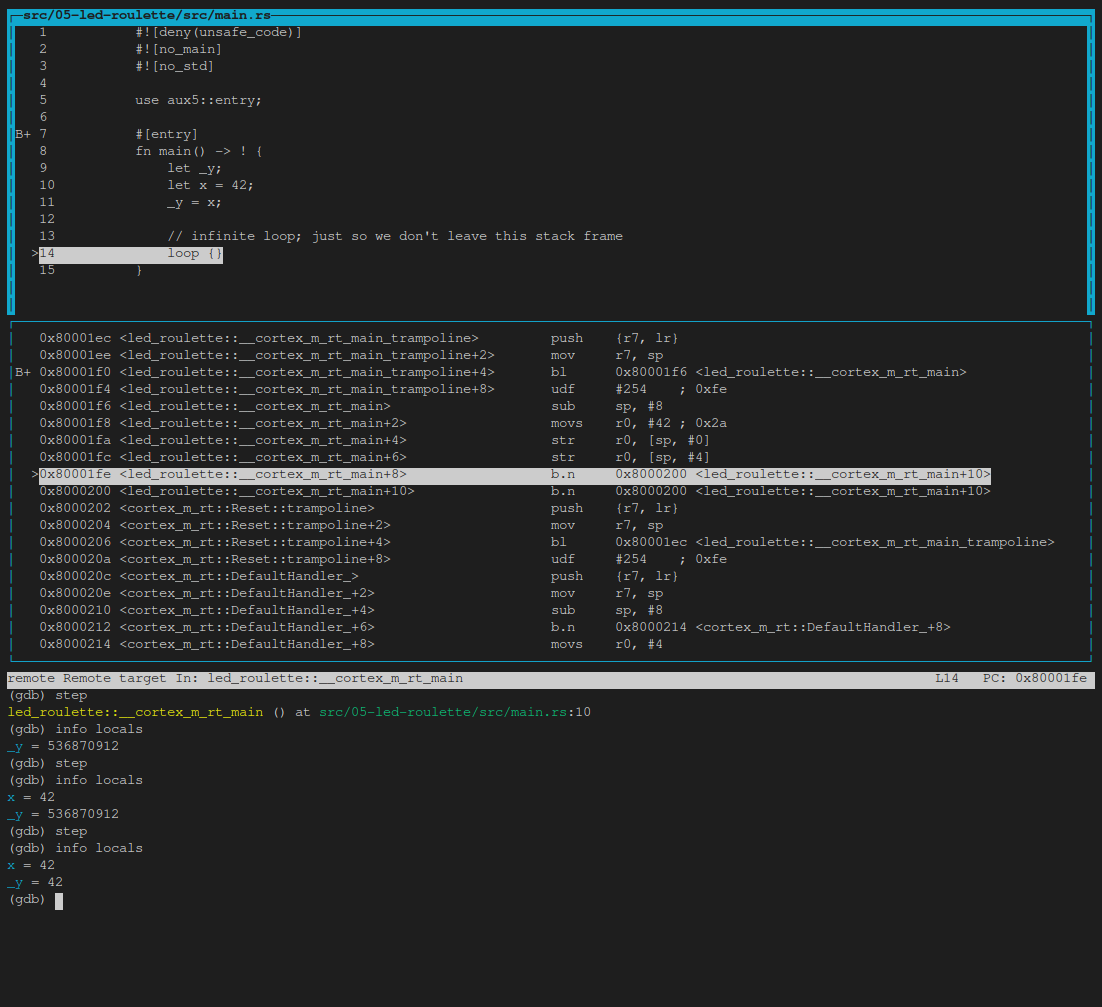 src/05-led-roulette/src/main.rs
1 #![deny(unsafe_code)]
2 #![no_main]
3 #![no_std]
4
5 use aux5::entry;
6
B+ 7 #[entry]
8 fn main() -> ! {
9 let _y;
10 let x = 42;
11 _y = x;
12
13 // infinite loop; just so we don't leave this stack frame
>14 loop {}
15 }
0x80001ec <led_roulette::__cortex_m_rt_main_trampoline> push {r7, lr}
0x80001ee <led_roulette::__cortex_m_rt_main_trampoline+2> mov r7, sp
B+ 0x80001f0 <led_roulette::__cortex_m_rt_main_trampoline+4> bl 0x80001f6 <led_roulette::__cortex_m_rt_main>
0x80001f4 <led_roulette::__cortex_m_rt_main_trampoline+8> udf #254 ; 0xfe
0x80001f6 <led_roulette::__cortex_m_rt_main> sub sp, #8
0x80001f8 <led_roulette::__cortex_m_rt_main+2> movs r0, #42 ; 0x2a
0x80001fa <led_roulette::__cortex_m_rt_main+4> str r0, [sp, #0]
0x80001fc <led_roulette::__cortex_m_rt_main+6> str r0, [sp, #4]
>0x80001fe <led_roulette::__cortex_m_rt_main+8> b.n 0x8000200 <led_roulette::__cortex_m_rt_main+10>
0x8000200 <led_roulette::__cortex_m_rt_main+10> b.n 0x8000200 <led_roulette::__cortex_m_rt_main+10>
0x8000202 <cortex_m_rt::Reset::trampoline> push {r7, lr}
0x8000204 <cortex_m_rt::Reset::trampoline+2> mov r7, sp
0x8000206 <cortex_m_rt::Reset::trampoline+4> bl 0x80001ec <led_roulette::__cortex_m_rt_main_trampoline>
0x800020a <cortex_m_rt::Reset::trampoline+8> udf #254 ; 0xfe
0x800020c <cortex_m_rt::DefaultHandler_> push {r7, lr}
0x800020e <cortex_m_rt::DefaultHandler_+2> mov r7, sp
0x8000210 <cortex_m_rt::DefaultHandler_+4> sub sp, #8
0x8000212 <cortex_m_rt::DefaultHandler_+6> b.n 0x8000214 <cortex_m_rt::DefaultHandler_+8>
0x8000214 <cortex_m_rt::DefaultHandler_+8> movs r0, #4
remote Remote target In: led_roulette::__cortex_m_rt_main L14 PC: 0x80001fe
(gdb) step
led_roulette::__cortex_m_rt_main () at src/05-led-roulette/src/main.rs:10
(gdb) info locals
_y = 536870912
(gdb) step
(gdb) info locals
x = 42
_y = 536870912
(gdb) step
(gdb) info locals
x = 42
_y = 42
(gdb)